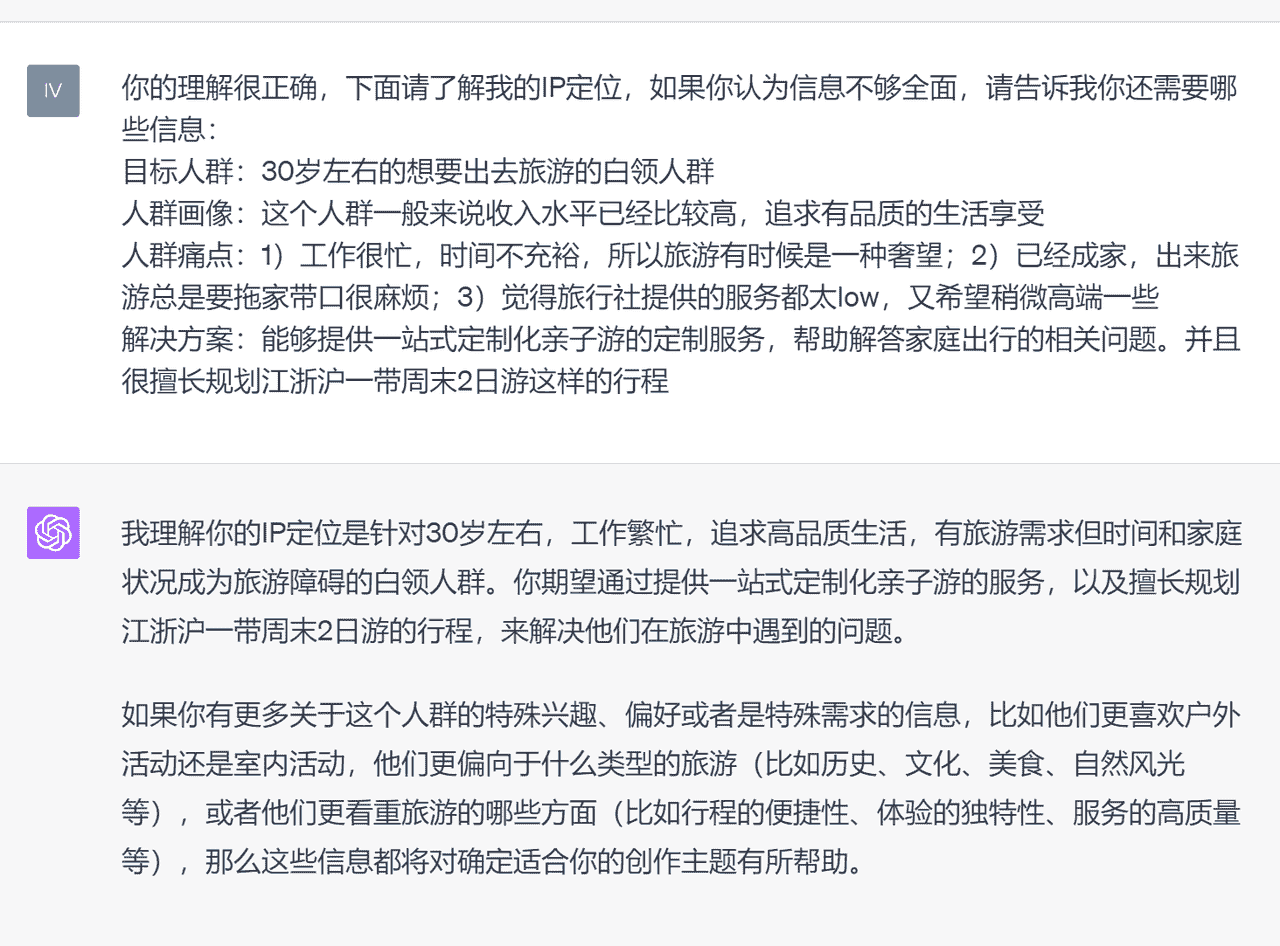 IV
你的理解很正确，下面请了解我的IP定位，如果你认为信息不够全面，请告诉我你还需要哪
些信息：
目标人群：30岁左右的想要出去旅游的白领人群
人群画像：这个人群一般来说收入水平已经比较高，追求有品质的生活享受
人群痛点：1）工作很忙，时间不充裕，所以旅游有时候是一种奢望；2）已经成家，出来旅
游总是要拖家带口很麻烦；3）觉得旅行社提供的服务都太low，又希望稍微高端一些
解决方案：能够提供一站式定制化亲子游的定制服务，帮助解答家庭出行的相关问题。并且
很擅长规划江浙沪一带周末2日游这样的行程
我理解你的IP定位是针对30岁左右，工作繁忙，追求高品质生活，有旅游需求但时间和家庭
状况成为旅游障碍的白领人群。你期望通过提供一站式定制化亲子游的服务，以及擅长规划
江浙沪一带周末2日游的行程，来解决他们在旅游中遇到的问题。
如果你有更多关于这个人群的特殊兴趣、偏好或者是特殊需求的信息，比如他们更喜欢户外
活动还是室内活动，他们更偏向于什么类型的旅游（比如历史、文化、美食、自然风光
等），或者他们更看重旅游的哪些方面（比如行程的便捷性、体验的独特性、服务的高质量
等），那么这些信息都将对确定适合你的创作主题有所帮助。